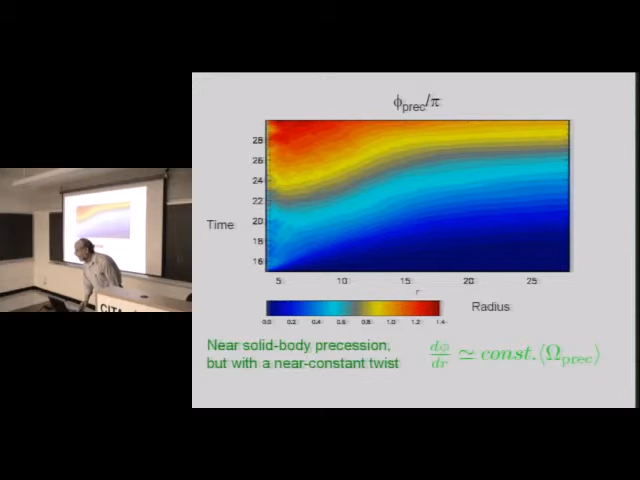 ϕprec/π
28
26
24
22
20
18
16
Time
5
10
15
20
25
r
0.0 0.2 0.4 0.6 0.8 1.0 1.2 1.4
Radius
Near solid-body precession,
but with a near-constant twist
dϕ/dr ≃ const.⟨Ωprec⟩
CITA